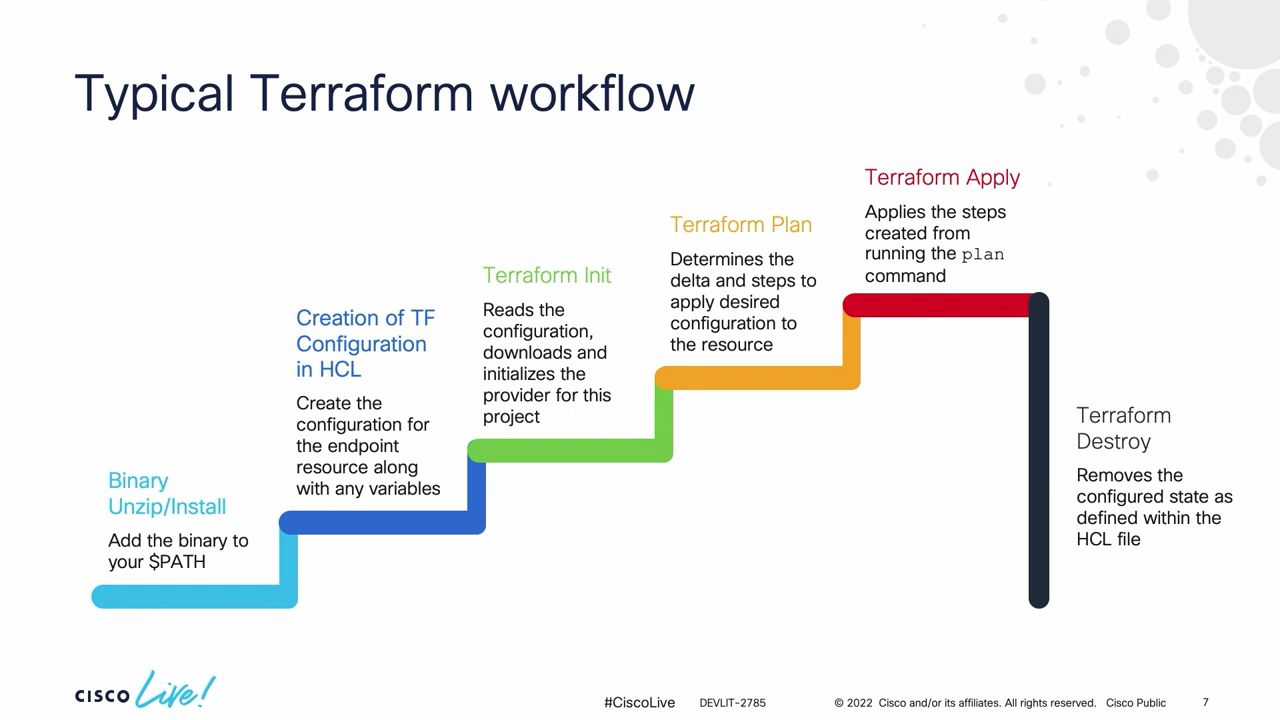 Typical Terraform workflow
Binary
Unzip/Install
Add the binary to
your $PATH
Creation of TF
Configuration
in HCL
Create the
configuration for
the endpoint
resource along
with any variables
Terraform Init
Reads the
configuration,
downloads and
initializes the
provider for this
project
Terraform Plan
Determines the
delta and steps to
apply desired
configuration to
the resource
Terraform Apply
Applies the steps
created from
running the plan
command
Terraform
Destroy
Removes the
configured state as
defined within the
HCL file
CISCO Live!
#CiscoLive DEVLIT-2785 © 2022 Cisco and/or its affiliates. All rights reserved. Cisco Public 7